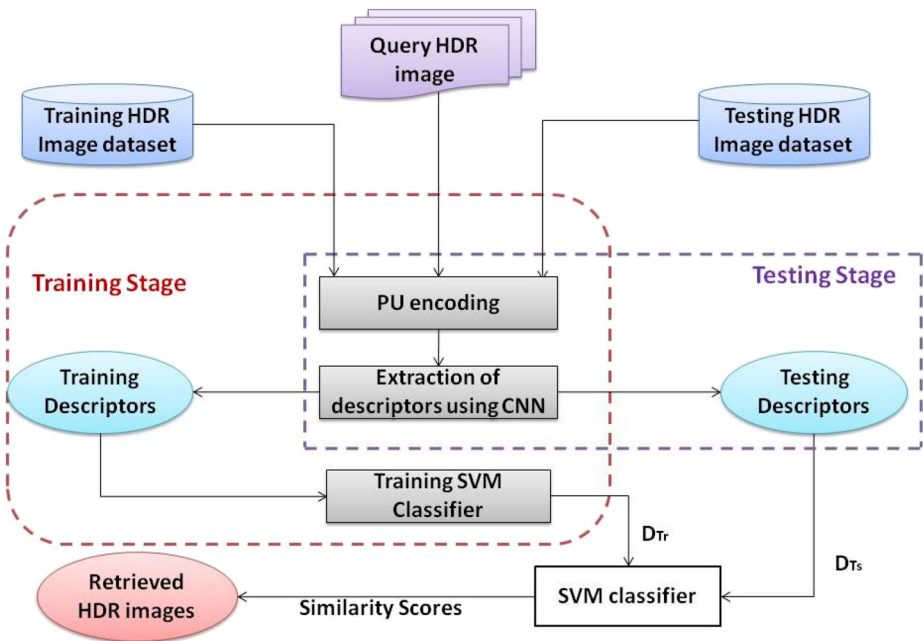 Query HDR
image
Training HDR
Image dataset
Testing HDR
Image dataset
Training Stage
Testing Stage
PU encoding
Training
Descriptors
Extraction of
descriptors using CNN
Testing
Descriptors
Training SVM
Classifier
DTr
DTs
Retrieved
HDR images
Similarity Scores
SVM classifier